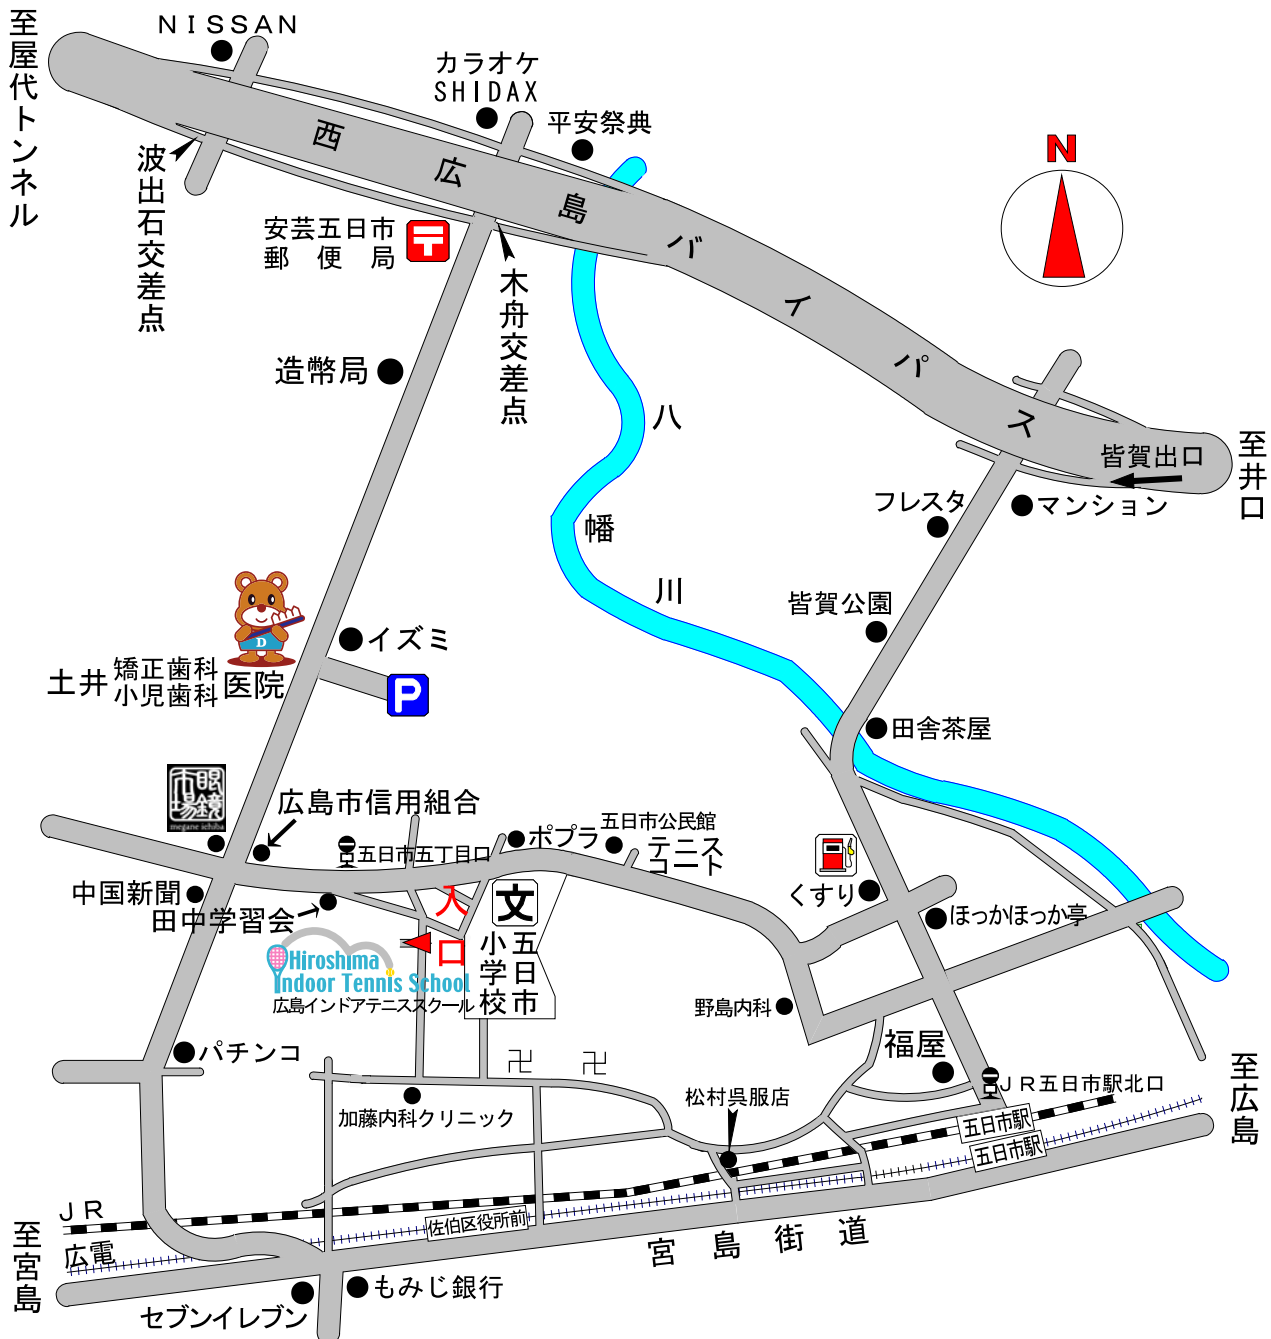 至屋代トンネル
NISSAN
カラオケ
SHIDAX
平安祭典
波出石交差点
西広島バイパス
安芸五日市
郵便局
木舟交差点
N
造幣局
八幡川
皆賀出口
至井口
フレスタ
マンション
皆賀公園
イズミ
D
土井
矯正歯科
小児歯科
医院
P
田舎茶屋
眼鏡市場
megane ichiba
広島市信用組合
五日市五丁目口
ポプラ
五日市公民館
テニス
コート
くすり
中国新聞
田中学習会
入口
文
五日市
小学校
ほっかほっか亭
Hiroshima
Indoor Tennis School
広島インドアテニススクール
野島内科
パチンコ
卍
卍
福屋
加藤内科クリニック
松村呉服店
JR五日市駅北口
五日市駅
五日市駅
至広島
JR
広電
佐伯区役所前
至宮島
宮島街道
もみじ銀行
セブンイレブン